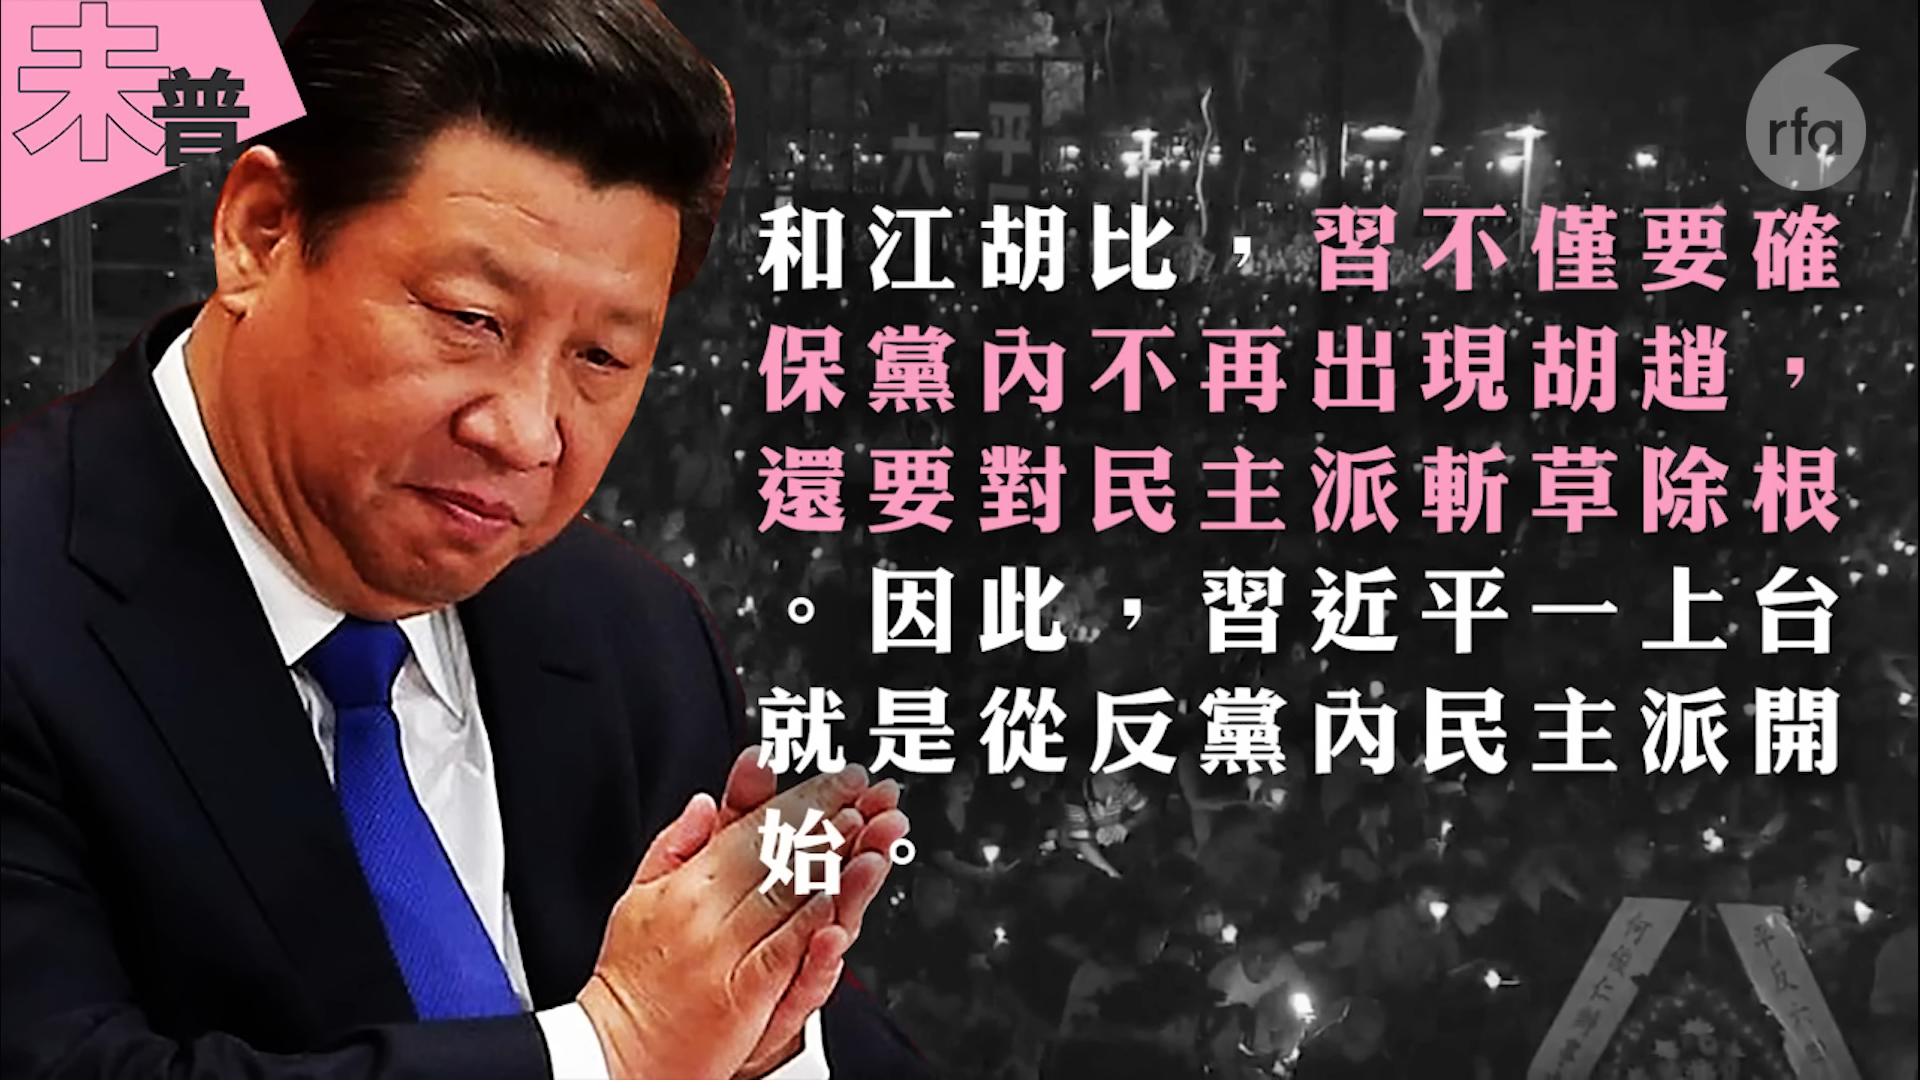 未普
rfa
六
平
和江胡比，習不僅要確
保黨內不再出現胡趙，
還要對民主派斬草除根
。因此，習近平一上台
就是從反黨內民主派開
始。